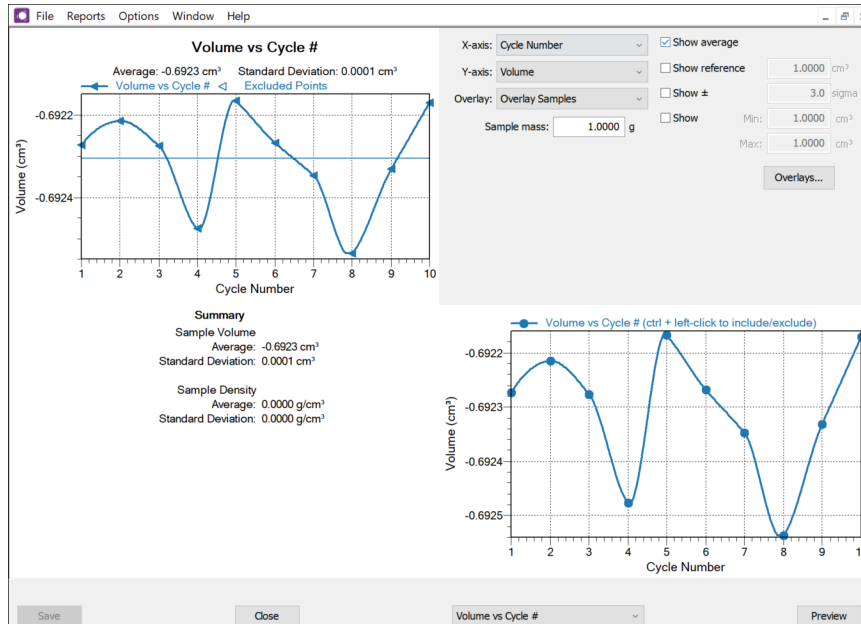 File Reports Options Window Help
Volume vs Cycle #
Average: -0.6923 cm³ Standard Deviation: 0.0001 cm³
Volume vs Cycle # Excluded Points
-0.6922
-0.6924
Volume (cm³)
1 2 3 4 5 6 7 8 9 10
Cycle Number
X-axis: Cycle Number
Y-axis: Volume
Overlay: Overlay Samples
Sample mass: 1.0000 g
Show average
Show reference 1.0000 cm³
Show ± 3.0 sigma
Show Min: 1.0000 cm³
Max: 1.0000 cm³
Overlays...
Summary
Sample Volume
Average: -0.6923 cm³
Standard Deviation: 0.0001 cm³
Sample Density
Average: 0.0000 g/cm³
Standard Deviation: 0.0000 g/cm³
Volume vs Cycle # (ctrl + left-click to include/exclude)
-0.6922
-0.6923
-0.6924
-0.6925
Volume (cm³)
1 2 3 4 5 6 7 8 9
Cycle Number
Save Close Volume vs Cycle # Preview